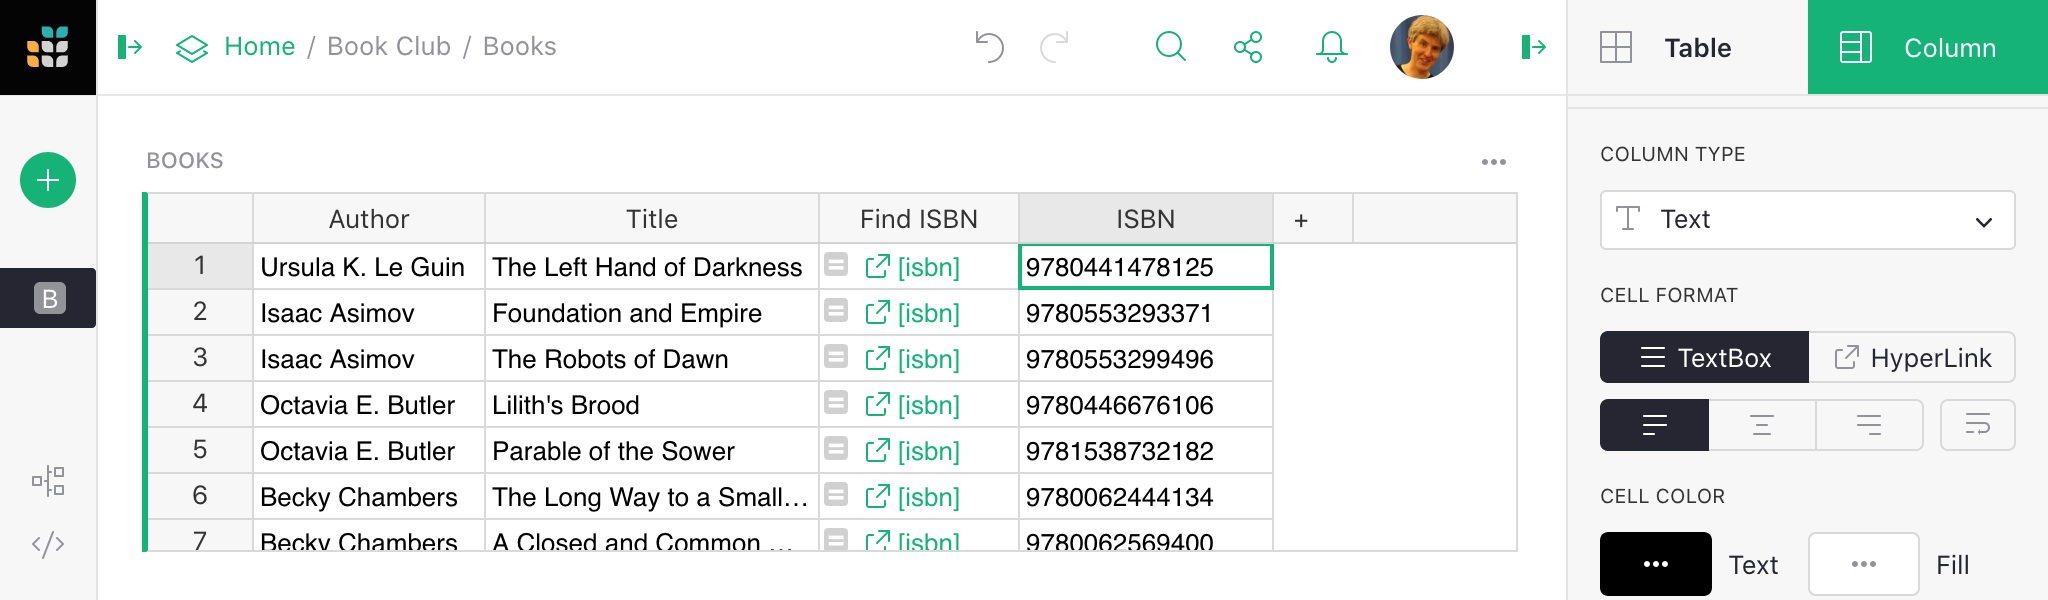 Home / Book Club / Books
Table
Column
BOOKS
Author Title Find ISBN ISBN +
1 Ursula K. Le Guin The Left Hand of Darkness [isbn] 9780441478125
2 Isaac Asimov Foundation and Empire [isbn] 9780553293371
3 Isaac Asimov The Robots of Dawn [isbn] 9780553299496
4 Octavia E. Butler Lilith's Brood [isbn] 9780446676106
5 Octavia E. Butler Parable of the Sower [isbn] 9781538732182
6 Becky Chambers The Long Way to a Small… [isbn] 9780062444134
7 Becky Chambers A Closed and Common … [isbn] 9780062569400
B
COLUMN TYPE
Text
CELL FORMAT
TextBox HyperLink
CELL COLOR
Text Fill